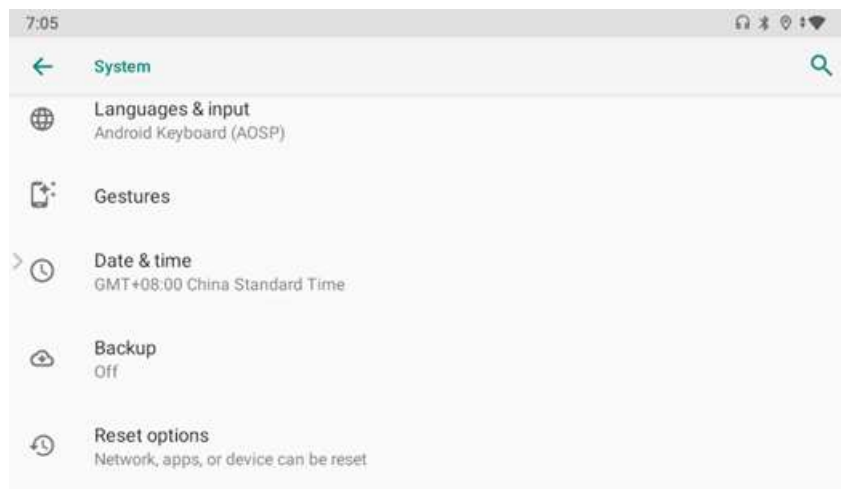 7:05
System
Languages & input
Android Keyboard (AOSP)
Gestures
Date & time
GMT+08:00 China Standard Time
Backup
Off
Reset options
Network, apps, or device can be reset